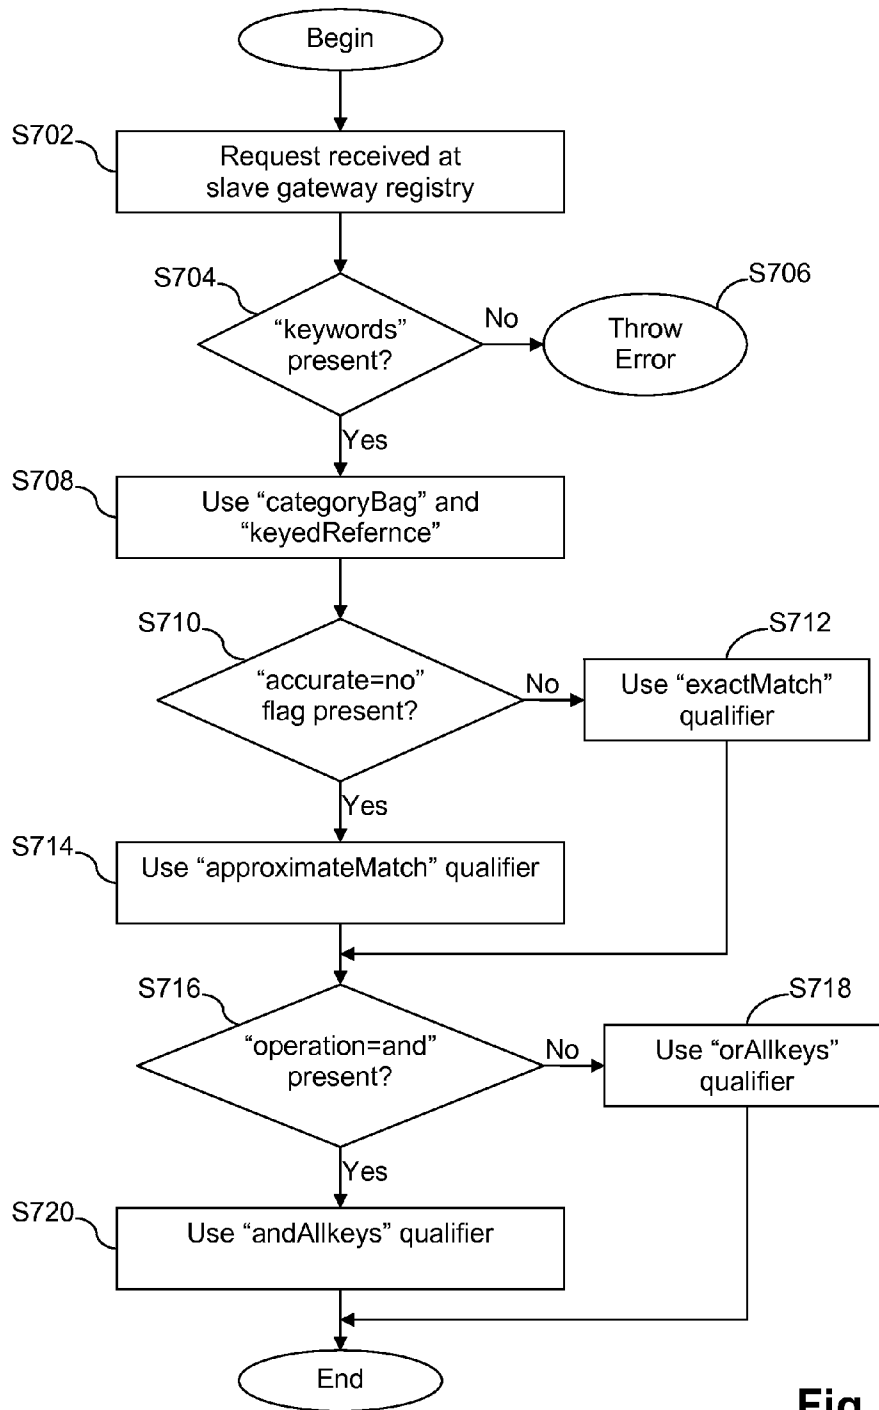 Begin
S702
Request received at
slave gateway registry
S704
“keywords”
present?
No
S706
Throw
Error
Yes
S708
Use “categoryBag” and
“keyedRefernce”
S710
“accurate=no”
flag present?
No
S712
Use “exactMatch”
qualifier
Yes
S714
Use “approximateMatch” qualifier
S716
“operation=and”
present?
No
S718
Use “orAllkeys”
qualifier
Yes
S720
Use “andAllkeys” qualifier
End
Fig